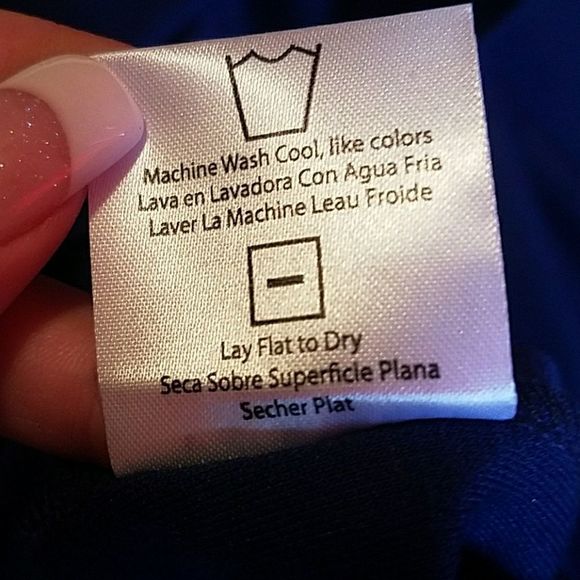 Machine Wash Cool, like colors
Lava en Lavadora Con Agua Fria
Laver La Machine Leau Froide
Lay Flat to Dry
Seca Sobre Superficie Plana
Secher Plat